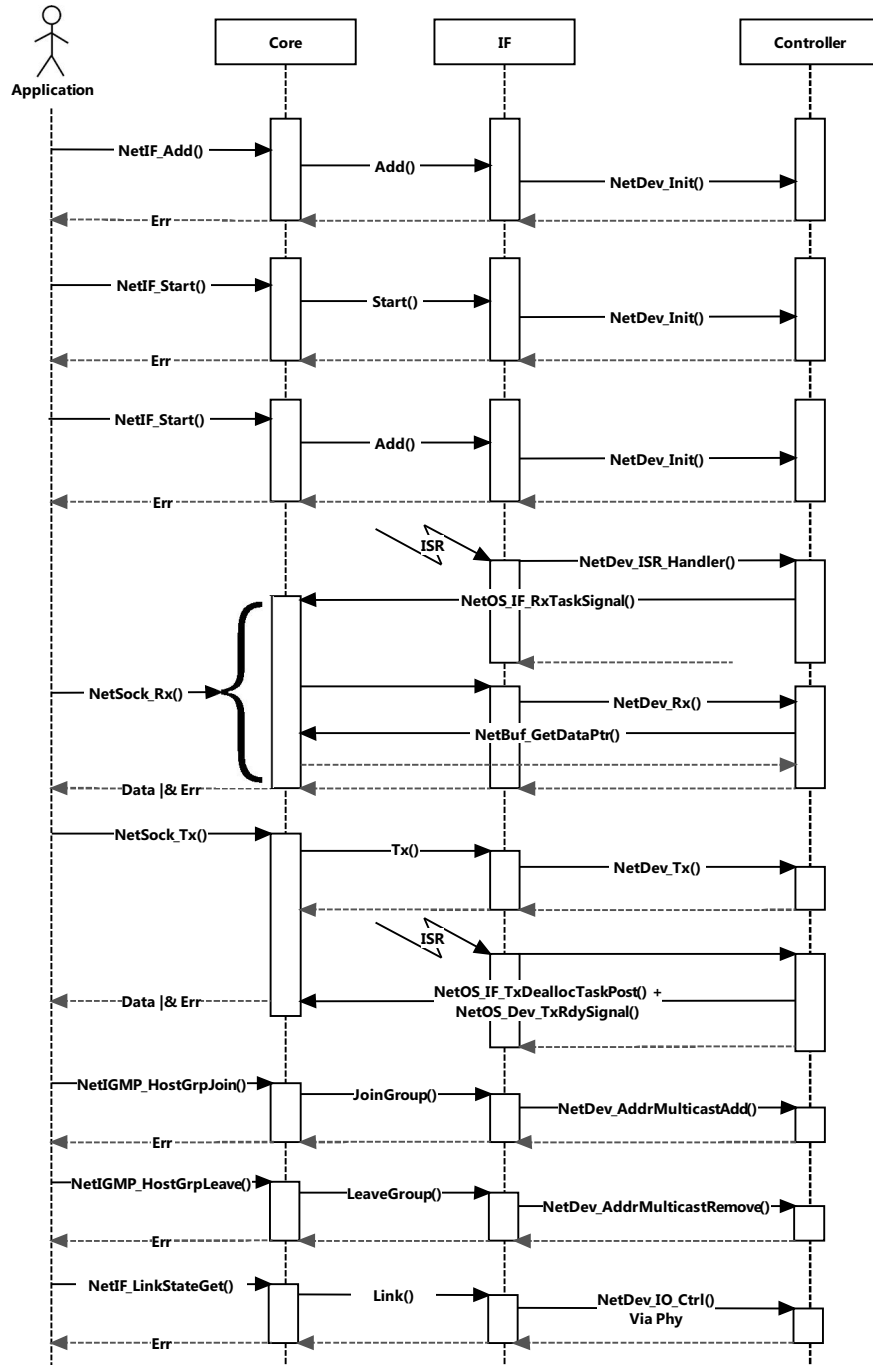 Core
IF
Controller
Application
NetIF_Add()
Add()
NetDev_Init()
Err
NetIF_Start()
Start()
NetDev_Init()
Err
NetIF_Start()
Add()
NetDev_Init()
Err
ISR
NetDev_ISR_Handler()
NetOS_IF_RxTaskSignal()
NetSock_Rx()
NetDev_Rx()
NetBuf_GetDataPtr()
Data |& Err
NetSock_Tx()
Tx()
NetDev_Tx()
ISR
Data |& Err
NetOS_IF_TxDeallocTaskPost() +
NetOS_Dev_TxRdySignal()
NetIGMP_HostGrpJoin()
JoinGroup()
NetDev_AddrMulticastAdd()
Err
NetIGMP_HostGrpLeave()
LeaveGroup()
NetDev_AddrMulticastRemove()
Err
NetIF_LinkStateGet()
Link()
NetDev_IO_Ctrl()
Via Phy
Err